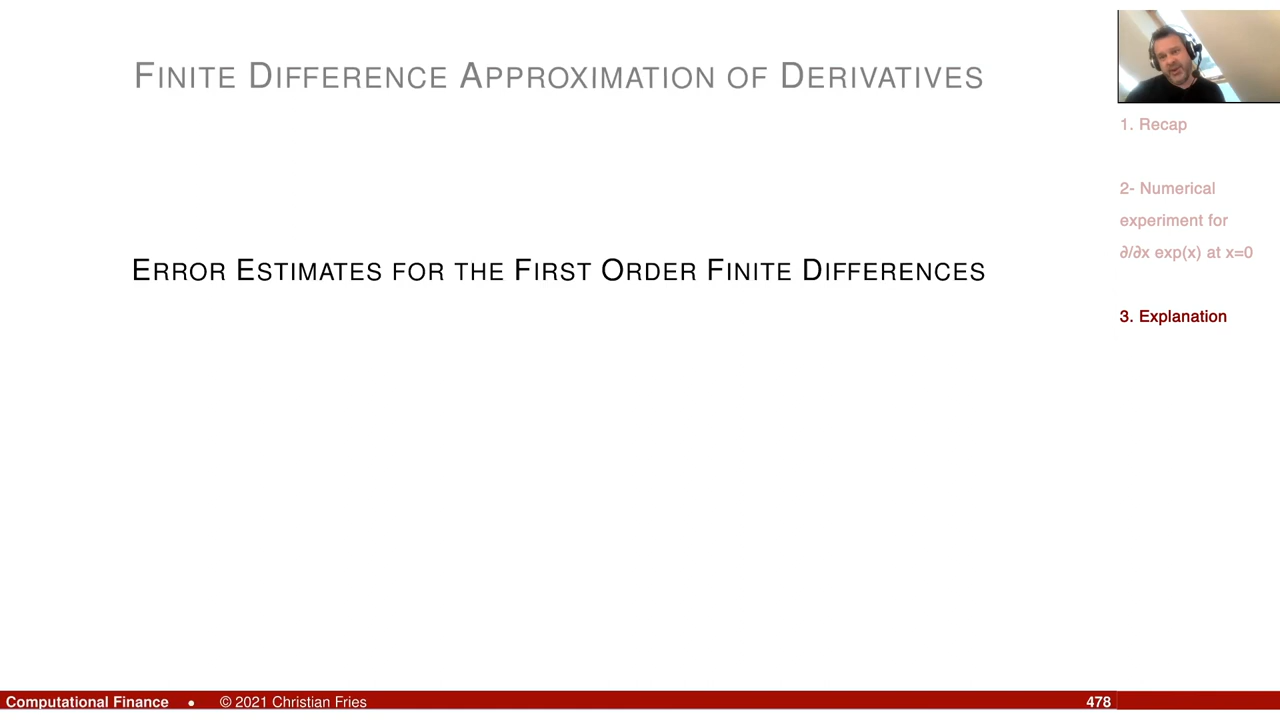 FINITE DIFFERENCE APPROXIMATION OF DERIVATIVES
ERROR ESTIMATES FOR THE FIRST ORDER FINITE DIFFERENCES
1. Recap
2- Numerical
experiment for
∂/∂x exp(x) at x=0
3. Explanation
Computational Finance • © 2021 Christian Fries 478